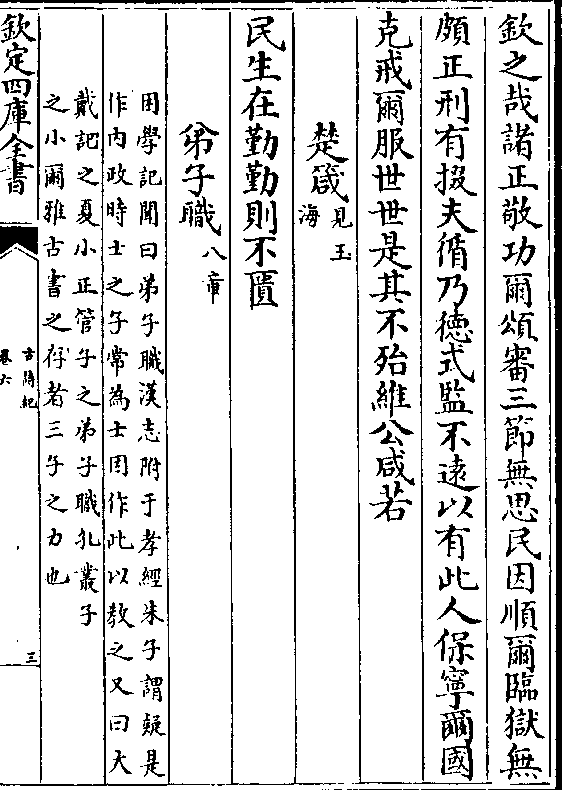 欽之哉諸正敬功爾頌審三節無思民因順爾臨獄無
頗正刑有掇夫循乃德式監不遠以有此人保寧爾國
克戒爾服世世是其不殆維公咸若
楚箴見玉海
民生在勤勤則不匱
弟子職八章
困學記聞曰弟子職漢志附于孝經朱子謂疑是
作内政時士之子常為士因作此以教之又曰大
戴記之夏小正管子之弟子職孔叢子
之小爾雅古書之存者三子之力也
欽定四庫全書
古詩紀
卷六
三